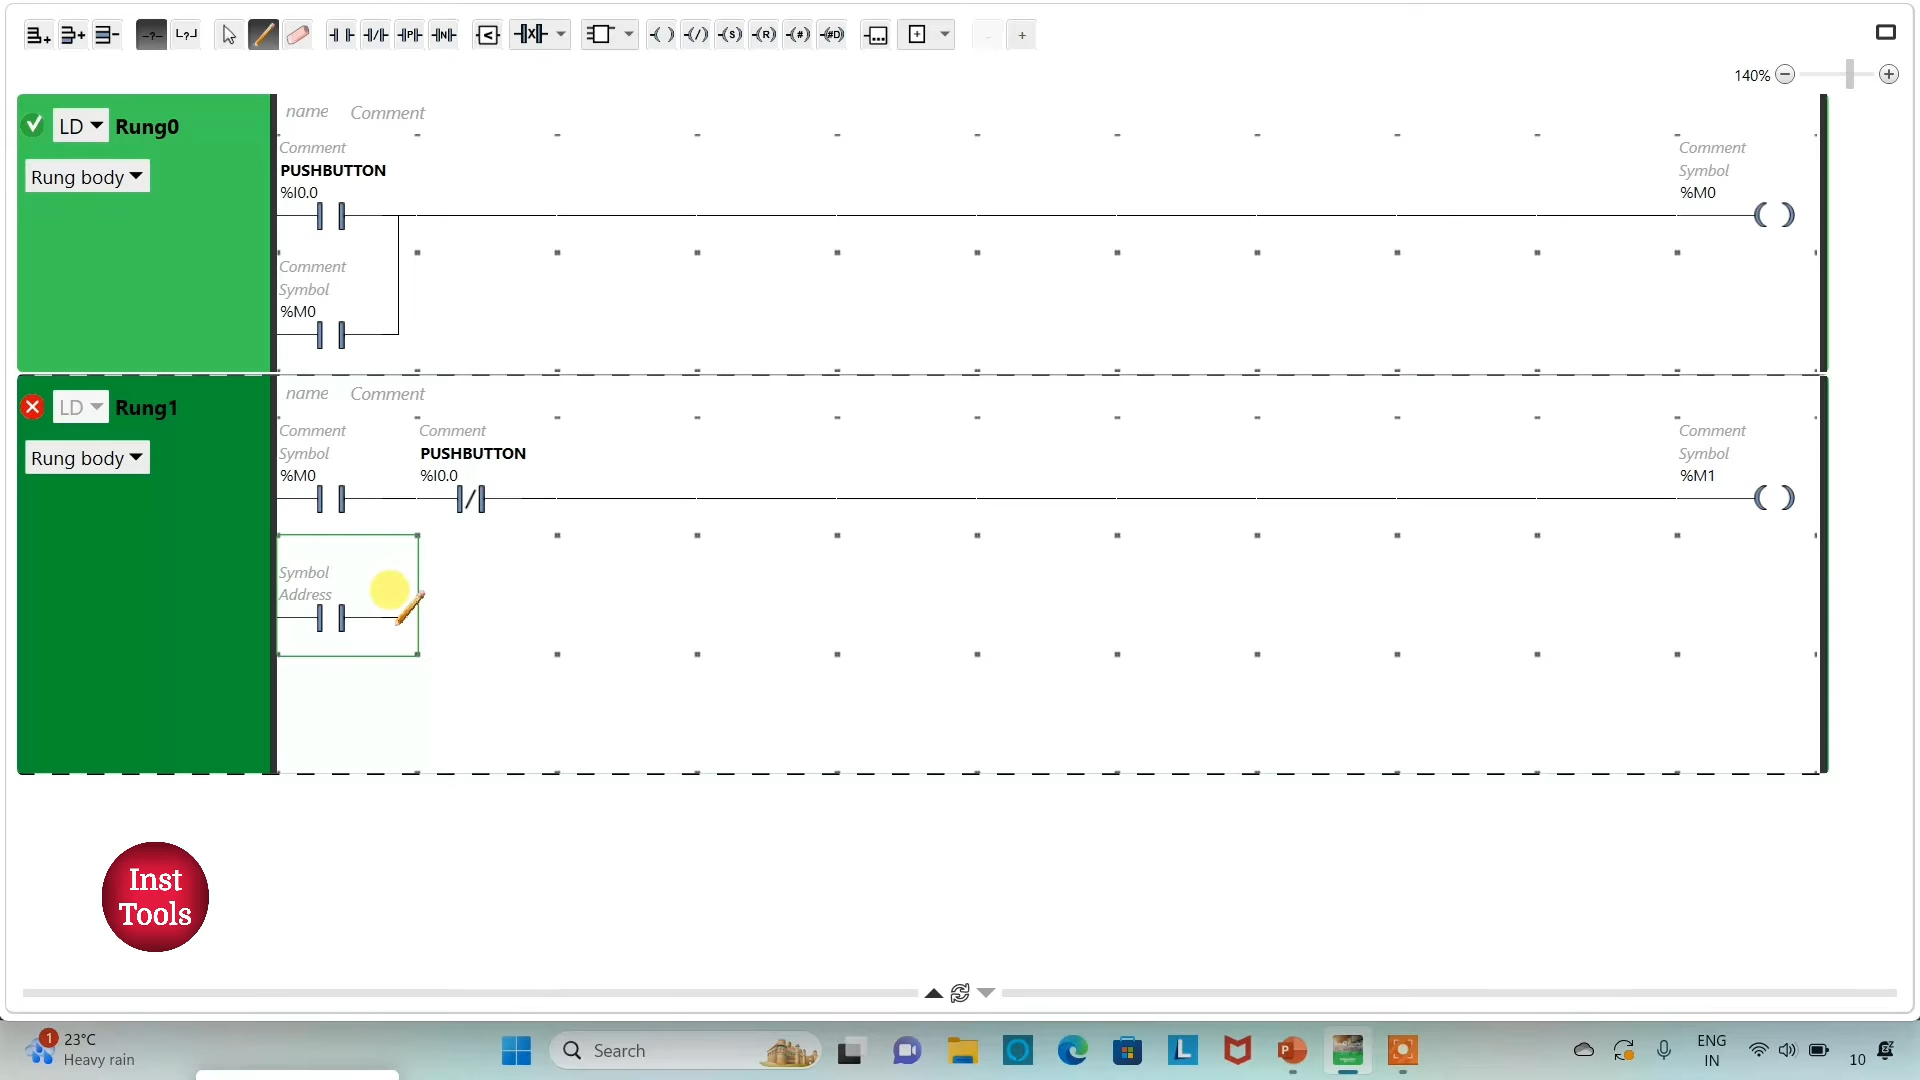 140%
LD Rung0
name Comment
Rung body
Comment
PUSHBUTTON
%I0.0
Comment
Symbol
%M0
Comment
Symbol
%M0
LD Rung1
name Comment
Rung body
Comment
Symbol
%M0
Comment
PUSHBUTTON
%I0.0
Comment
Symbol
%M1
Symbol
Address
Inst
Tools
1
23°C
Heavy rain
Search
ENG
IN
10